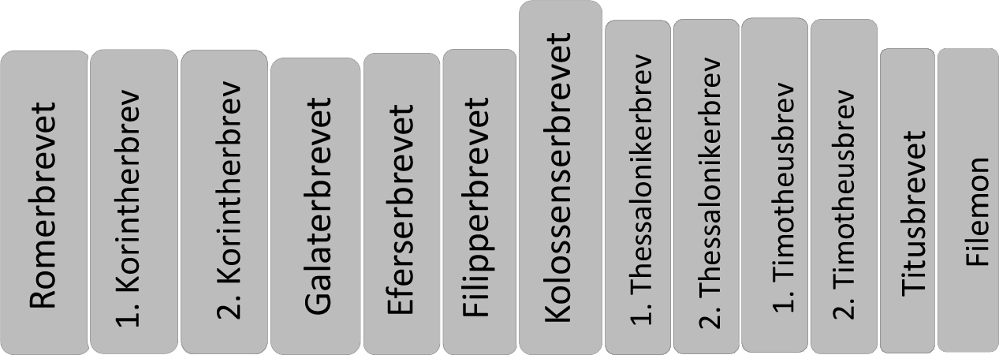 Romerbrevet
1. Korintherbrev
2. Korintherbrev
Galaterbrevet
Eferserbrevet
Filipperbrevet
Kolossenserbrevet
1. Thessalonikerbrev
2. Thessalonikerbrev
1. Timotheusbrev
2. Timotheusbrev
Titusbrevet
Filemon